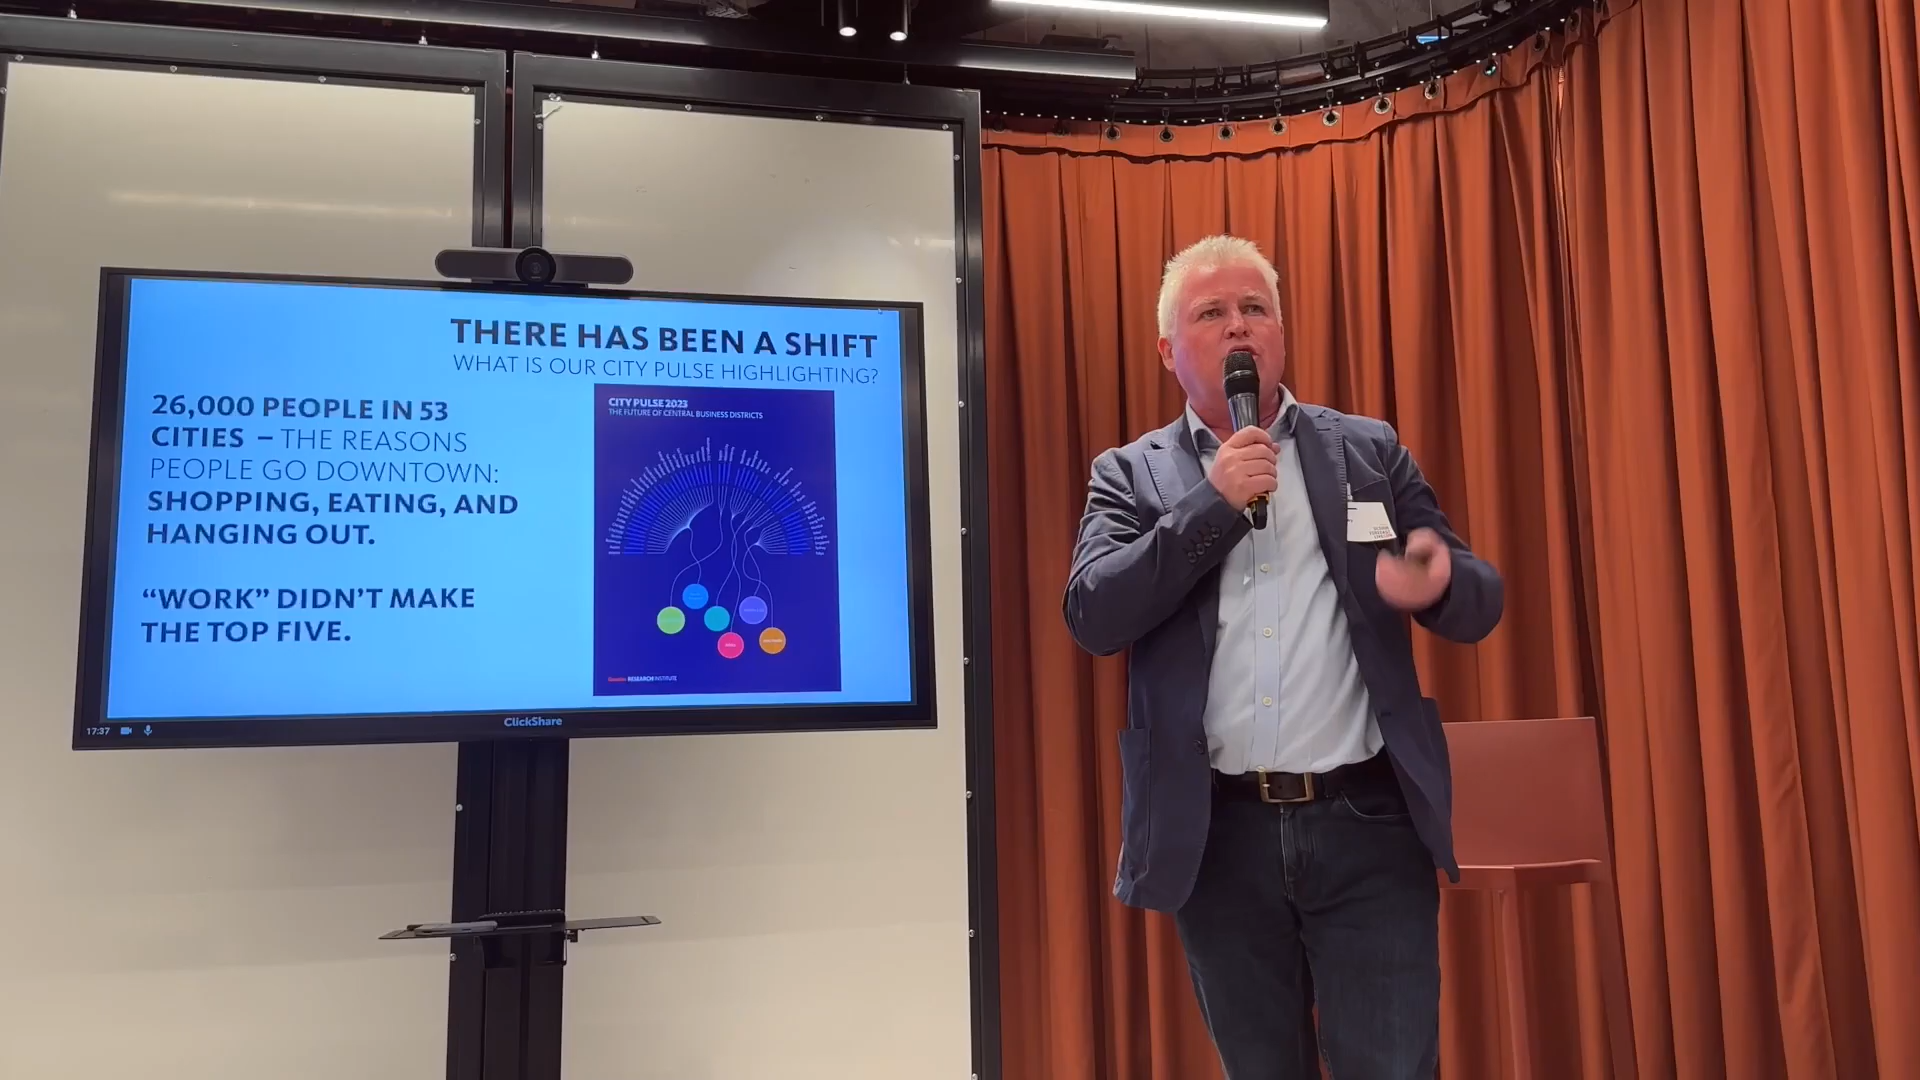 THERE HAS BEEN A SHIFT
WHAT IS OUR CITY PULSE HIGHLIGHTING?
26,000 PEOPLE IN 53
CITIES – THE REASONS
PEOPLE GO DOWNTOWN:
SHOPPING, EATING, AND
HANGING OUT.
“WORK” DIDN’T MAKE
THE TOP FIVE.
CITY PULSE 2023
THE FUTURE OF CENTRAL BUSINESS DISTRICTS
RESEARCH INSTITUTE
17:37
ClickShare